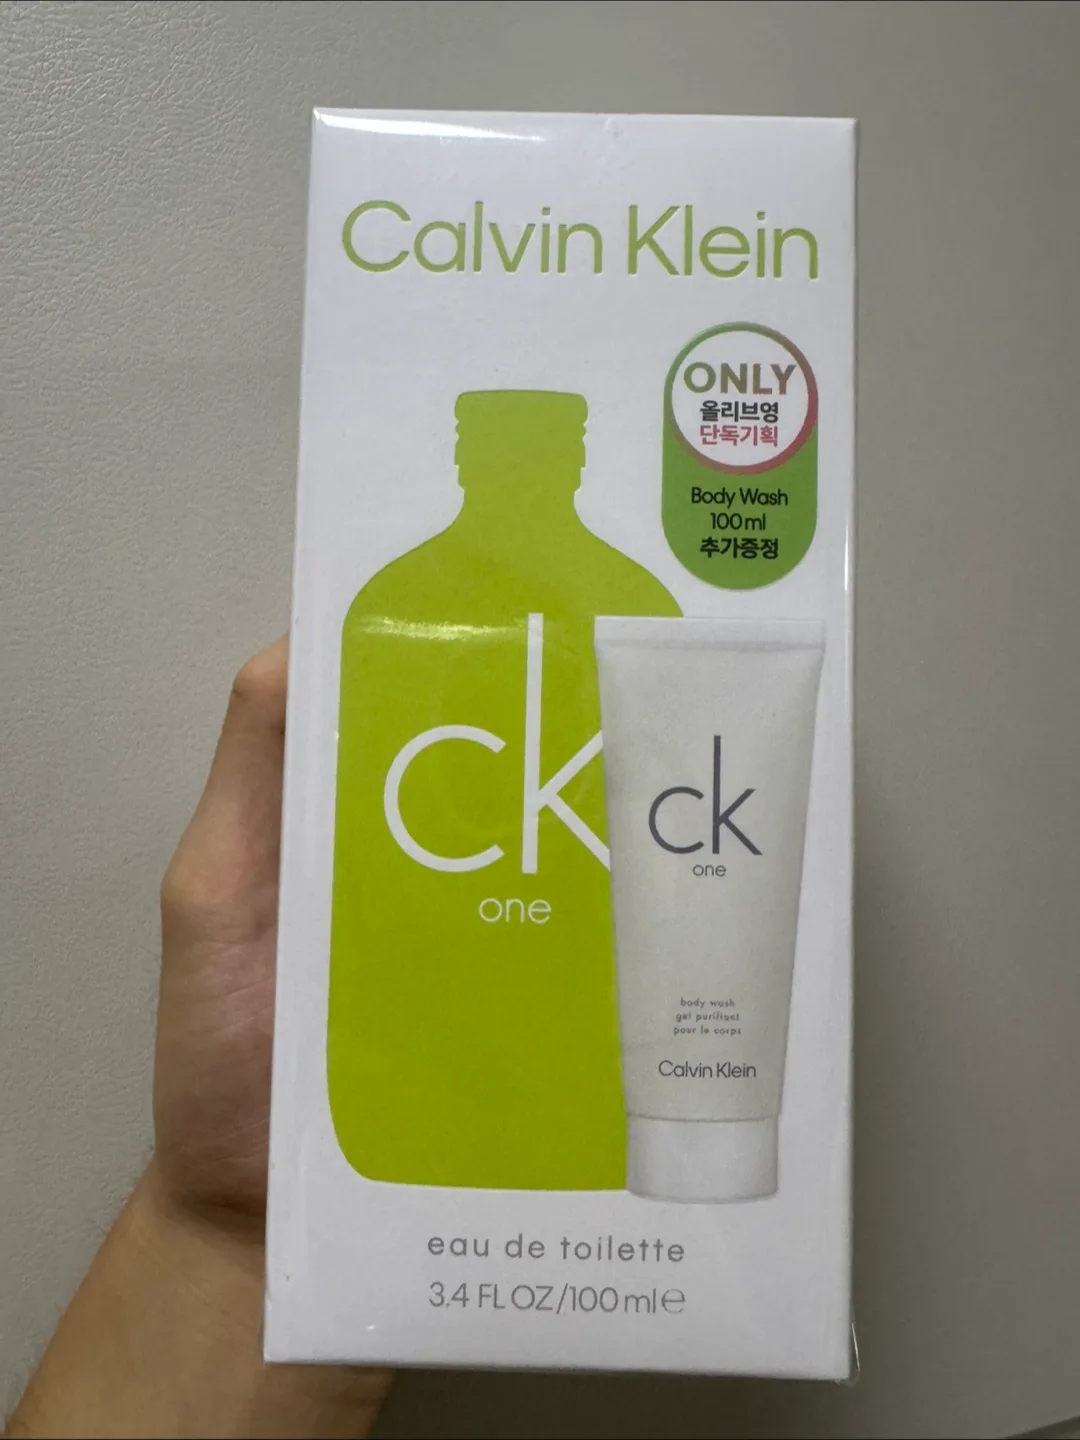 Calvin Klein
ONLY
올리브영
단독기획
Body Wash
100ml
추가증정
ck
one
ck
one
body wash
gel purifiant
pour le corps
Calvin Klein
eau de toilette
3.4 FL OZ/100 ml℮